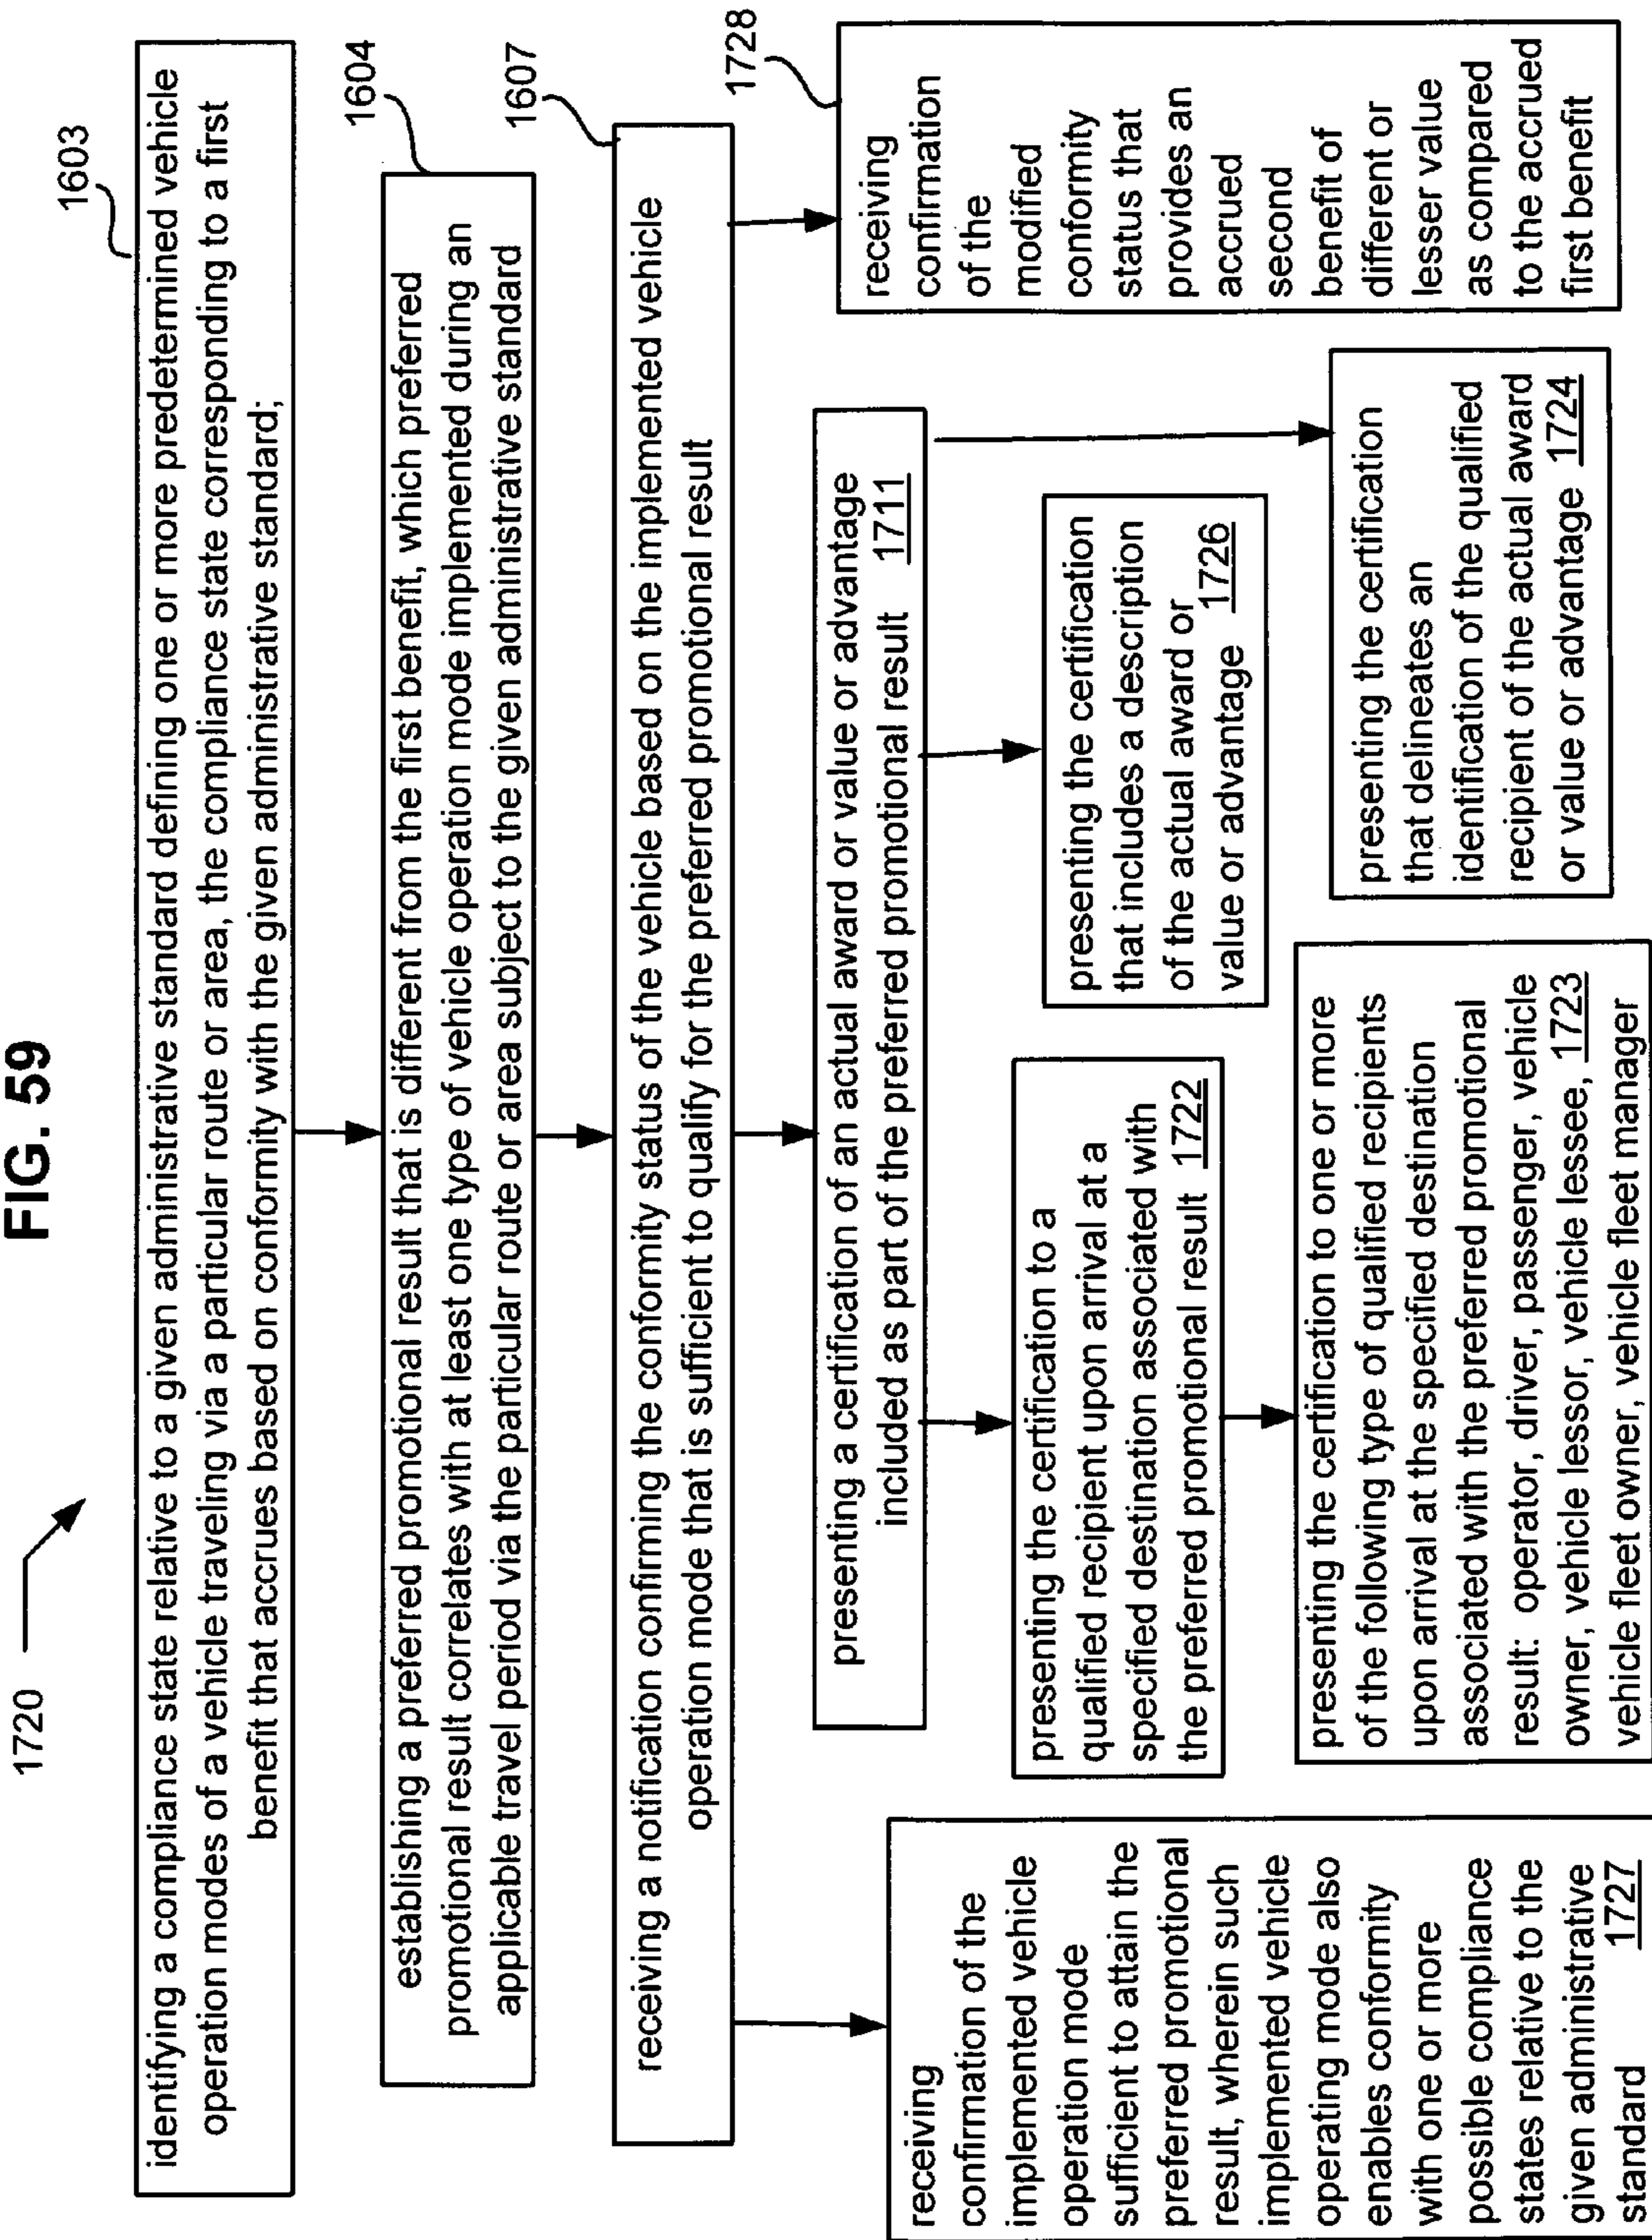 FIG. 59
1720
1603
identifying a compliance state relative to a given administrative standard defining one or more predetermined vehicle
operation modes of a vehicle traveling via a particular route or area, the compliance state corresponding to a first
benefit that accrues based on conformity with the given administrative standard;
1604
establishing a preferred promotional result that is different from the first benefit, which preferred
promotional result correlates with at least one type of vehicle operation mode implemented during an
applicable travel period via the particular route or area subject to the given administrative standard
1607
receiving a notification confirming the conformity status of the vehicle based on the implemented vehicle
operation mode that is sufficient to qualify for the preferred promotional result
receiving
confirmation of the
implemented vehicle
operation mode
sufficient to attain the
preferred promotional
result, wherein such
implemented vehicle
operating mode also
enables conformity
with one or more
possible compliance
states relative to the
given administrative
standard 1727
presenting a certification of an actual award or value or advantage
included as part of the preferred promotional result 1711
presenting the certification to a
qualified recipient upon arrival at a
specified destination associated with
the preferred promotional result 1722
presenting the certification to one or more
of the following type of qualified recipients
upon arrival at the specified destination
associated with the preferred promotional
result: operator, driver, passenger, vehicle
owner, vehicle lessor, vehicle lessee, 1723
vehicle fleet owner, vehicle fleet manager
presenting the certification
that includes a description
of the actual award or
value or advantage 1726
presenting the certification
that delineates an
identification of the qualified
recipient of the actual award
or value or advantage 1724
1728
receiving
confirmation
of the
modified
conformity
status that
provides an
accrued
second
benefit of
different or
lesser value
as compared
to the accrued
first benefit